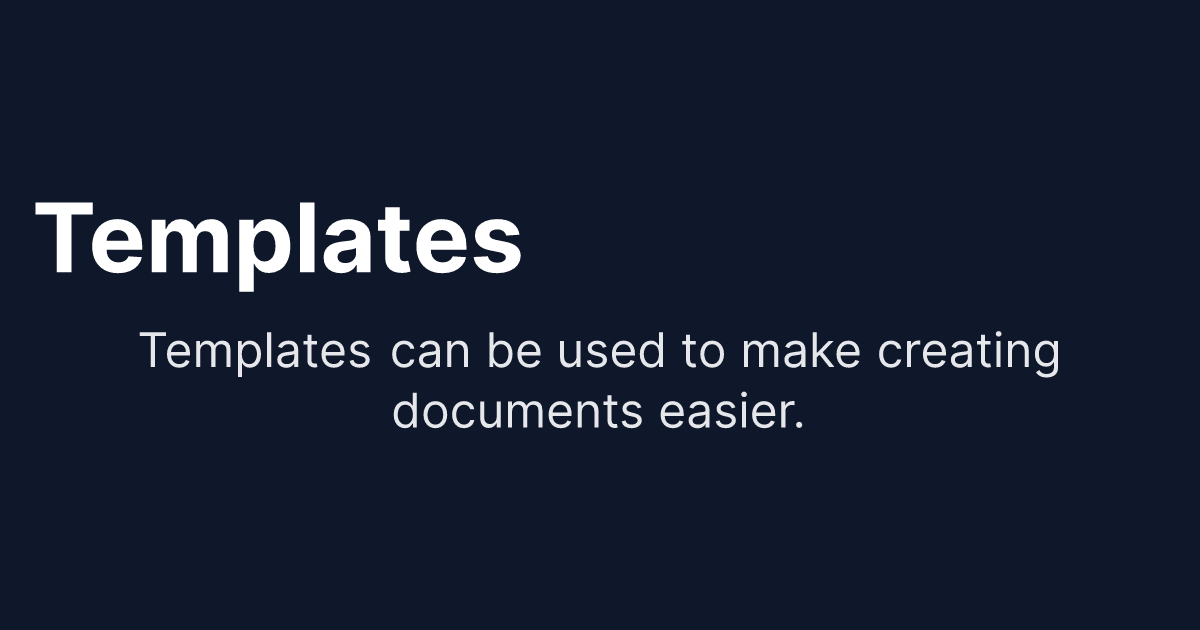 Templates
Templates can be used to make creating
documents easier.